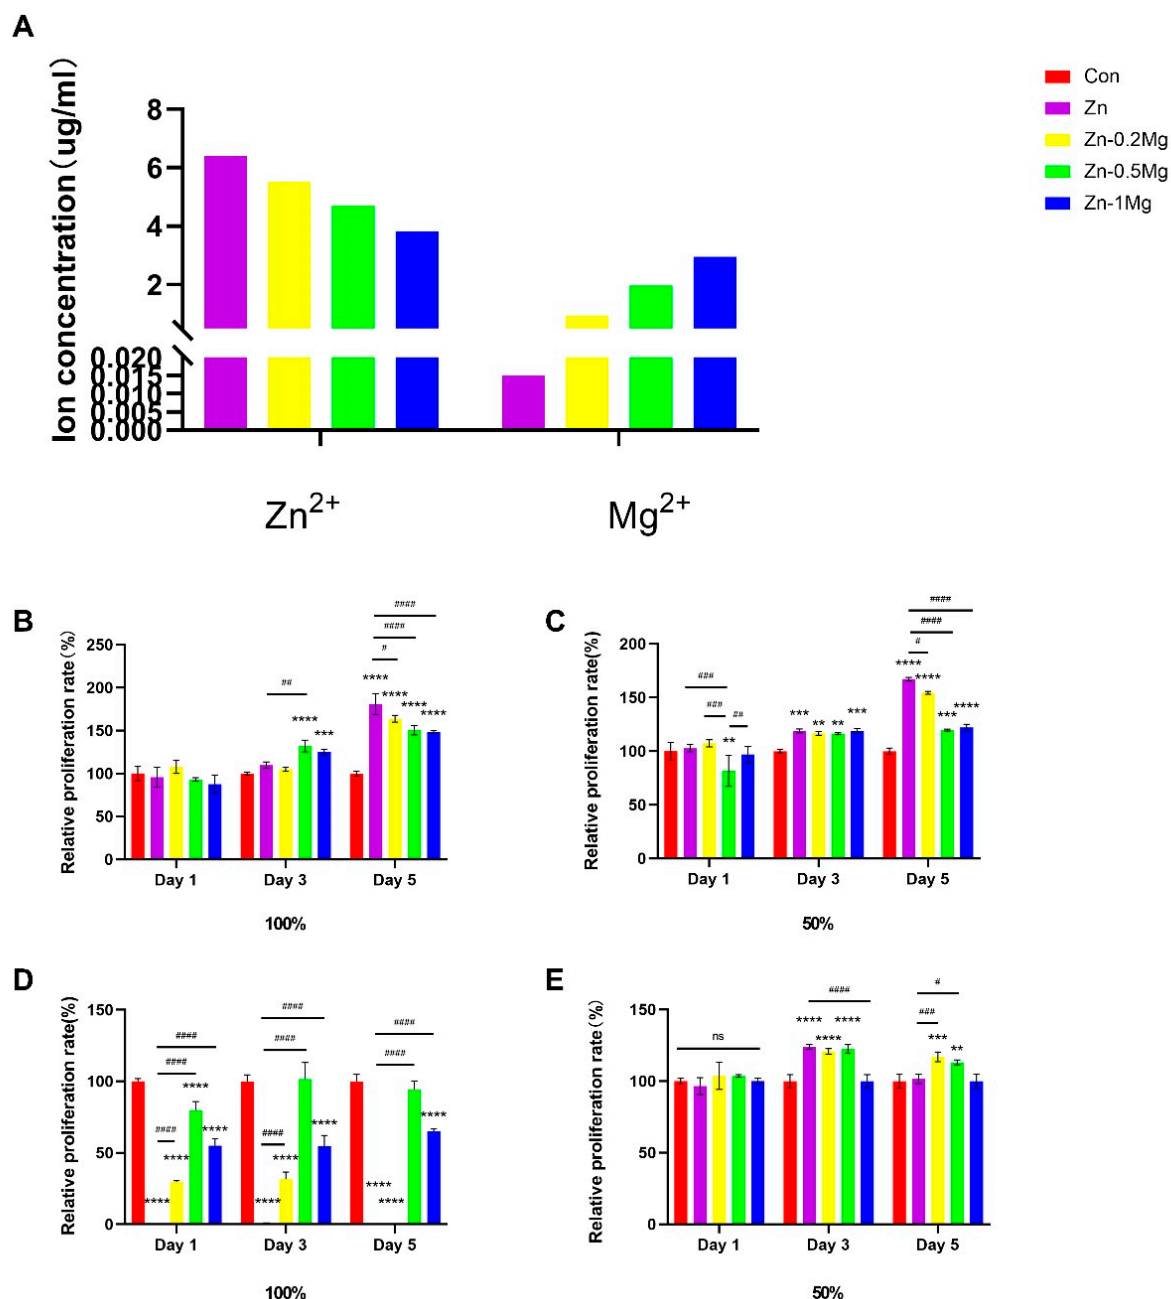 A
Ion concentration（ug/ml）
8
6
4
2
0.020
0.015
0.010
0.005
0.000
Zn²⁺
Mg²⁺
Con
Zn
Zn-0.2Mg
Zn-0.5Mg
Zn-1Mg
B
Relative proliferation rate(%)
250
200
150
100
50
0
##
****
***
####
####
#
****
****
****
****
Day 1
Day 3
Day 5
100%
C
Relative proliferation rate(%)
200
150
100
50
0
###
###
##
**
***
**
**
***
####
####
#
****
****
***
****
Day 1
Day 3
Day 5
50%
D
Relative proliferation rate(%)
150
100
50
0
####
####
####
****
****
****
****
####
####
####
****
****
****
####
####
****
****
****
Day 1
Day 3
Day 5
100%
E
Relative proliferation rate(%)
150
100
50
0
ns
####
****
****
****
#
###
***
**
Day 1
Day 3
Day 5
50%